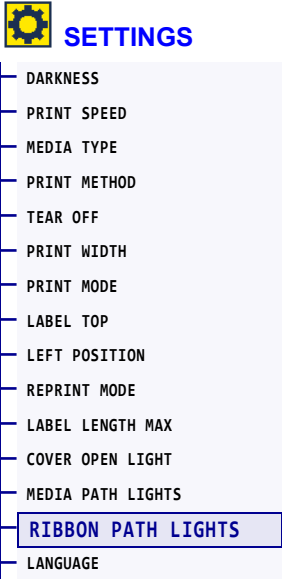 SETTINGS
DARKNESS
PRINT SPEED
MEDIA TYPE
PRINT METHOD
TEAR OFF
PRINT WIDTH
PRINT MODE
LABEL TOP
LEFT POSITION
REPRINT MODE
LABEL LENGTH MAX
COVER OPEN LIGHT
MEDIA PATH LIGHTS
RIBBON PATH LIGHTS
LANGUAGE